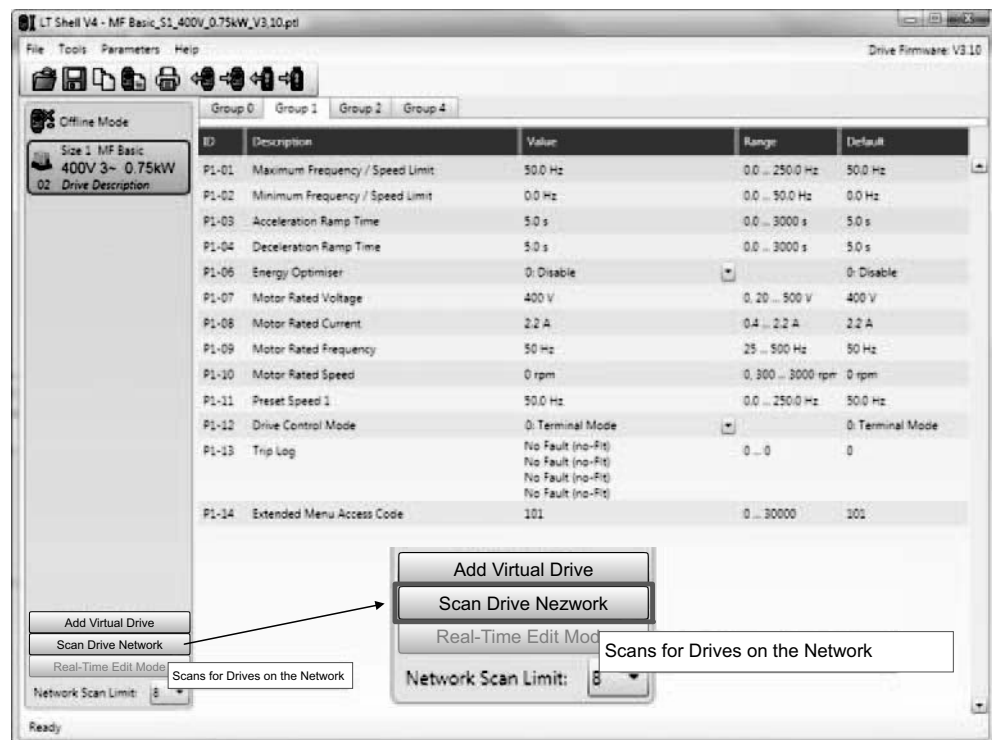 LT Shell V4 - MF Basic_S1_400V_0.75kW_V3.10.ptl
File Tools Parameters Help Drive Firmware: V3.10
Offline Mode
Size 1 MF Basic
400V 3~ 0.75kW
02 Drive Description
Group 0 Group 1 Group 2 Group 4
ID Description Value Range Default
P1-01 Maximum Frequency / Speed Limit 50.0 Hz 0.0 ... 250.0 Hz 50.0 Hz
P1-02 Minimum Frequency / Speed Limit 0.0 Hz 0.0 ... 50.0 Hz 0.0 Hz
P1-03 Acceleration Ramp Time 5.0 s 0.0 ... 3000 s 5.0 s
P1-04 Deceleration Ramp Time 5.0 s 0.0 ... 3000 s 5.0 s
P1-06 Energy Optimiser 0: Disable 0: Disable
P1-07 Motor Rated Voltage 400 V 0, 20 ... 500 V 400 V
P1-08 Motor Rated Current 2.2 A 0.4 ... 2.2 A 2.2 A
P1-09 Motor Rated Frequency 50 Hz 25 ... 500 Hz 50 Hz
P1-10 Motor Rated Speed 0 rpm 0, 300 ... 3000 rpm 0 rpm
P1-11 Preset Speed 1 50.0 Hz 0.0 ... 250.0 Hz 50.0 Hz
P1-12 Drive Control Mode 0: Terminal Mode 0: Terminal Mode
P1-13 Trip Log No Fault (no-Flt) 0 ... 0 0
No Fault (no-Flt)
No Fault (no-Flt)
No Fault (no-Flt)
P1-14 Extended Menu Access Code 101 0 ... 30000 101
Add Virtual Drive
Scan Drive Network
Real-Time Edit Mode
Scans for Drives on the Network
Network Scan Limit: 8
Add Virtual Drive
Scan Drive Nezwork
Real-Time Edit Mod
Scans for Drives on the Network
Network Scan Limit: 8
Ready